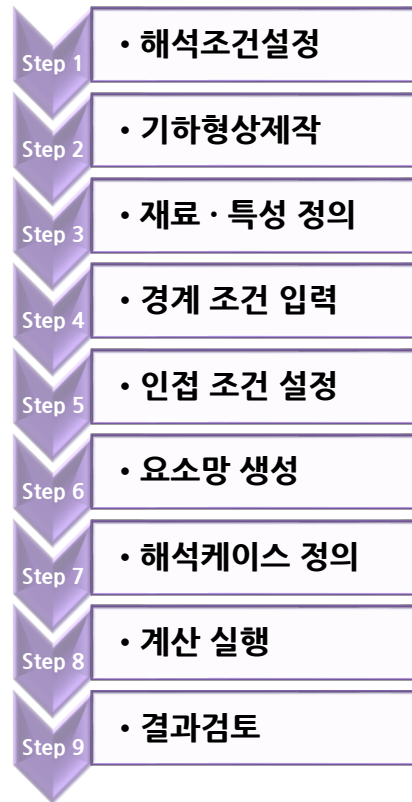 Step 1
• 해석조건설정
Step 2
• 기하형상제작
Step 3
• 재료 · 특성 정의
Step 4
• 경계 조건 입력
Step 5
• 인접 조건 설정
Step 6
• 요소망 생성
Step 7
• 해석케이스 정의
Step 8
• 계산 실행
Step 9
• 결과검토